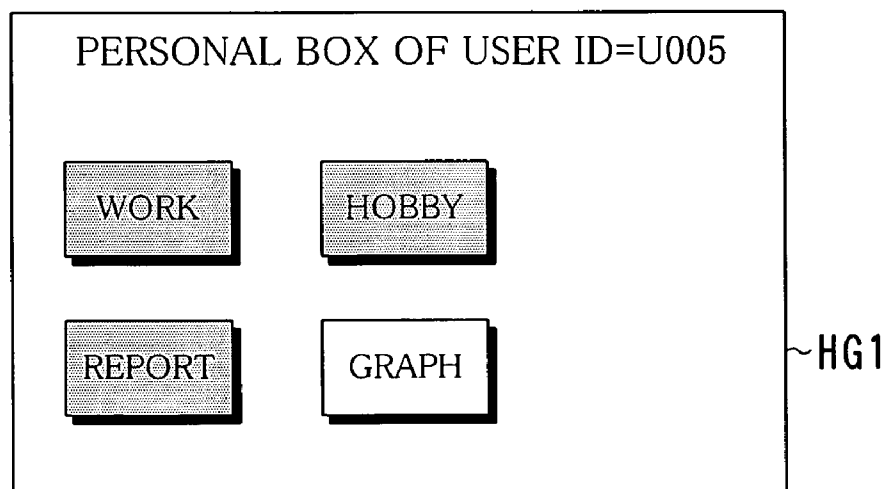 PERSONAL BOX OF USER ID=U005
WORK HOBBY
REPORT GRAPH
~HG1